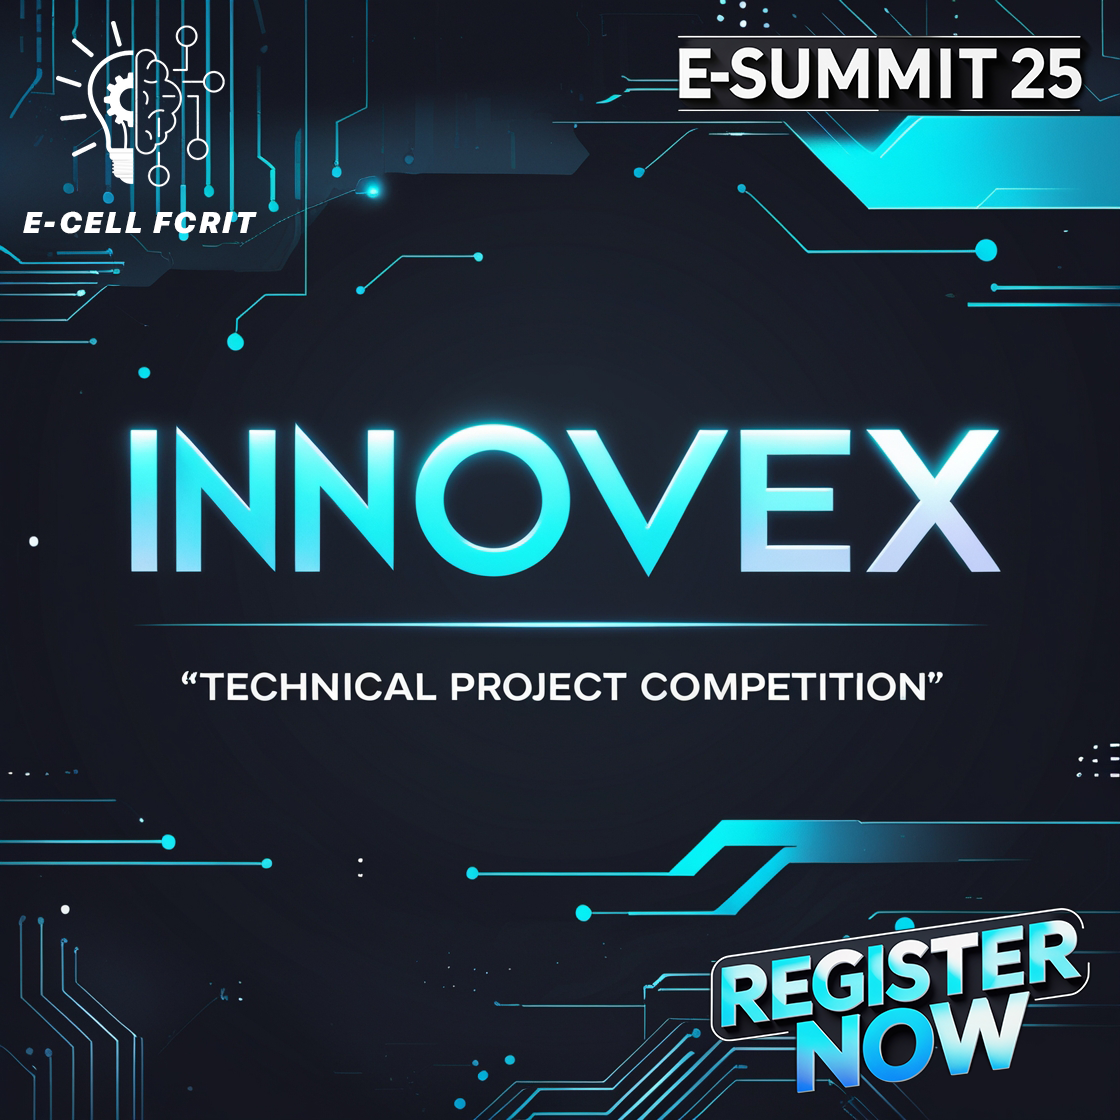 E-CELL FCRIT
E-SUMMIT 25
INNOVEX
“TECHNICAL PROJECT COMPETITION”
REGISTER
NOW